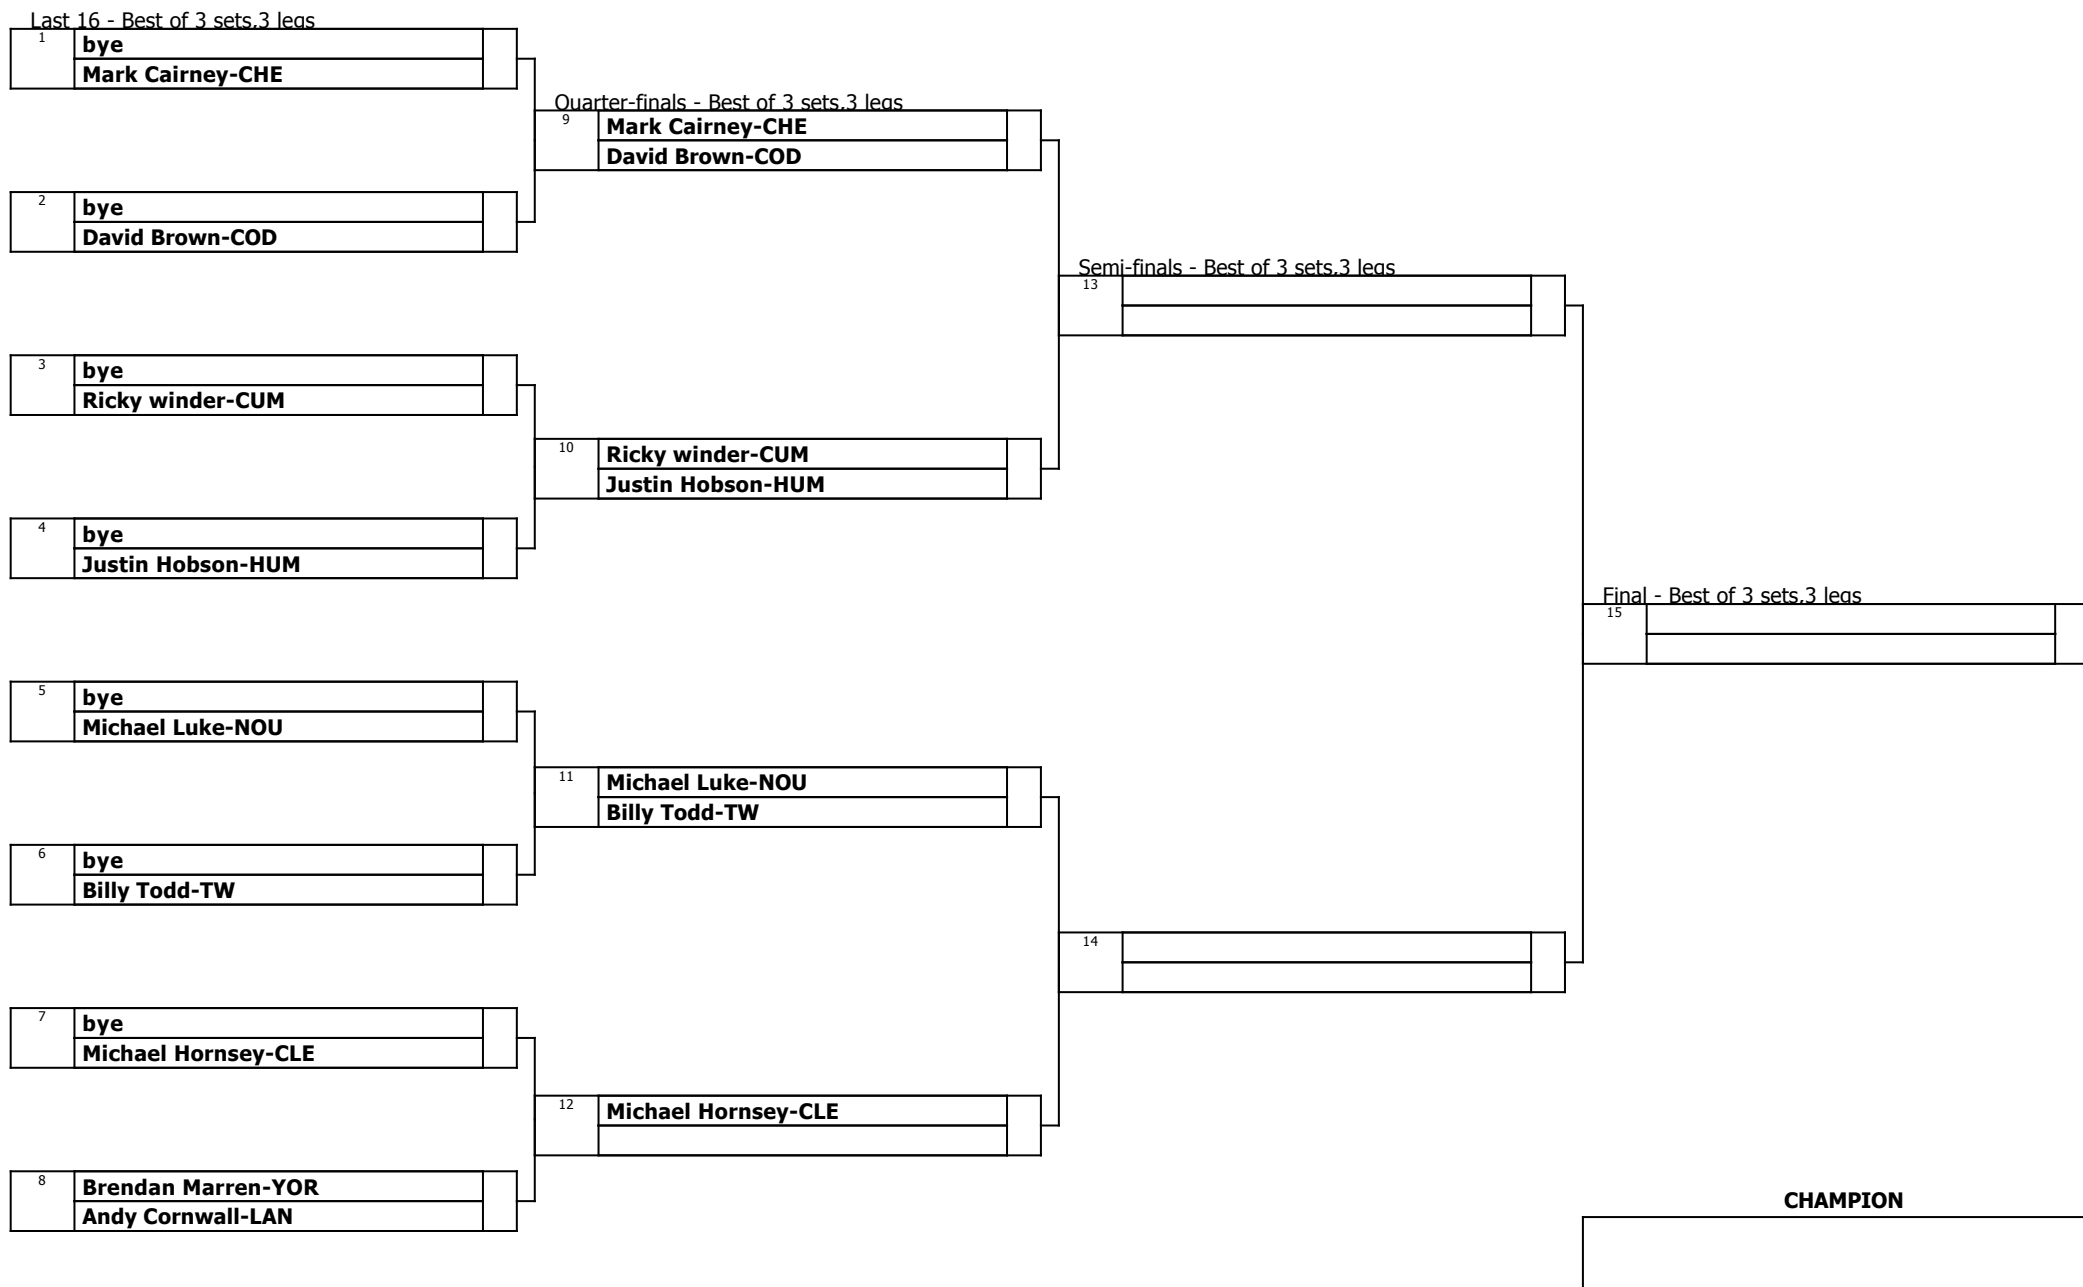 Last 16 - Best of 3 sets,3 legs
1
bye
Mark Cairney-CHE
2
bye
David Brown-COD
3
bye
Ricky winder-CUM
4
bye
Justin Hobson-HUM
5
bye
Michael Luke-NOU
6
bye
Billy Todd-TW
7
bye
Michael Hornsey-CLE
8
Brendan Marren-YOR
Andy Cornwall-LAN
Quarter-finals - Best of 3 sets,3 legs
9
Mark Cairney-CHE
David Brown-COD
10
Ricky winder-CUM
Justin Hobson-HUM
11
Michael Luke-NOU
Billy Todd-TW
12
Michael Hornsey-CLE
Semi-finals - Best of 3 sets,3 legs
13
14
Final - Best of 3 sets,3 legs
15
CHAMPION